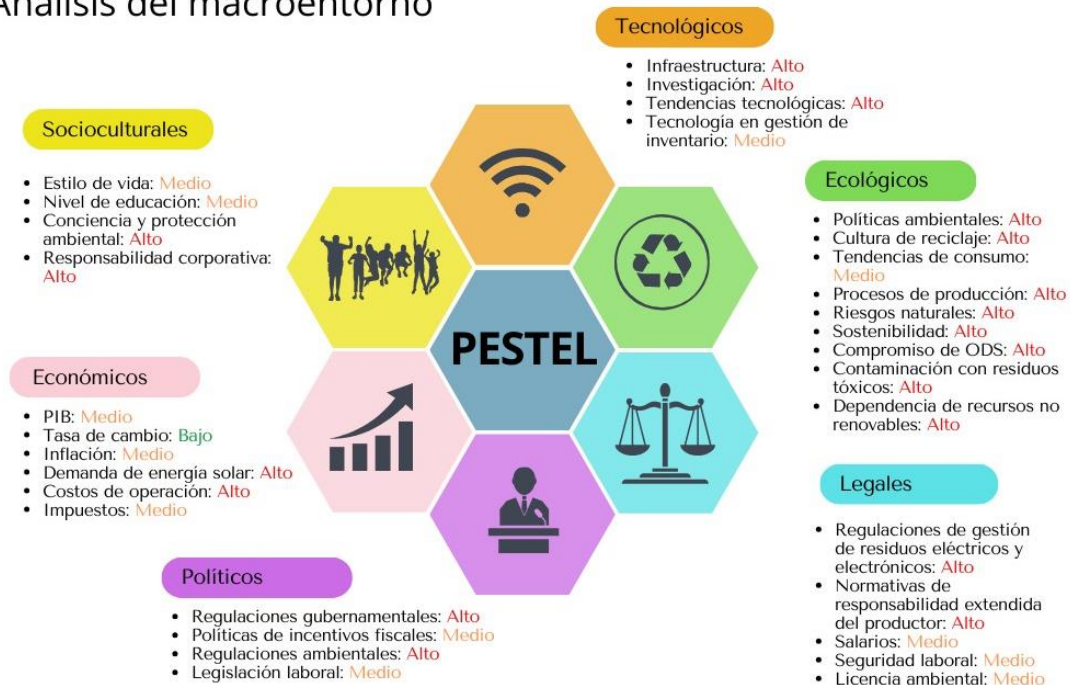 Análisis del macroentorno
Tecnológicos
• Infraestructura: Alto
• Investigación: Alto
• Tendencias tecnológicas: Alto
• Tecnología en gestión de
inventario: Medio
Socioculturales
• Estilo de vida: Medio
• Nivel de educación: Medio
• Conciencia y protección
ambiental: Alto
• Responsabilidad corporativa:
Alto
Ecológicos
• Políticas ambientales: Alto
• Cultura de reciclaje: Alto
• Tendencias de consumo:
Medio
• Procesos de producción: Alto
• Riesgos naturales: Alto
• Sostenibilidad: Alto
• Compromiso de ODS: Alto
• Contaminación con residuos
tóxicos: Alto
• Dependencia de recursos no
renovables: Alto
PESTEL
Económicos
• PIB: Medio
• Tasa de cambio: Bajo
• Inflación: Medio
• Demanda de energía solar: Alto
• Costos de operación: Alto
• Impuestos: Medio
Legales
• Regulaciones de gestión
de residuos eléctricos y
electrónicos: Alto
• Normativas de
responsabilidad extendida
del productor: Alto
• Salarios: Medio
• Seguridad laboral: Medio
• Licencia ambiental: Medio
Políticos
• Regulaciones gubernamentales: Alto
• Políticas de incentivos fiscales: Medio
• Regulaciones ambientales: Alto
• Legislación laboral: Medio